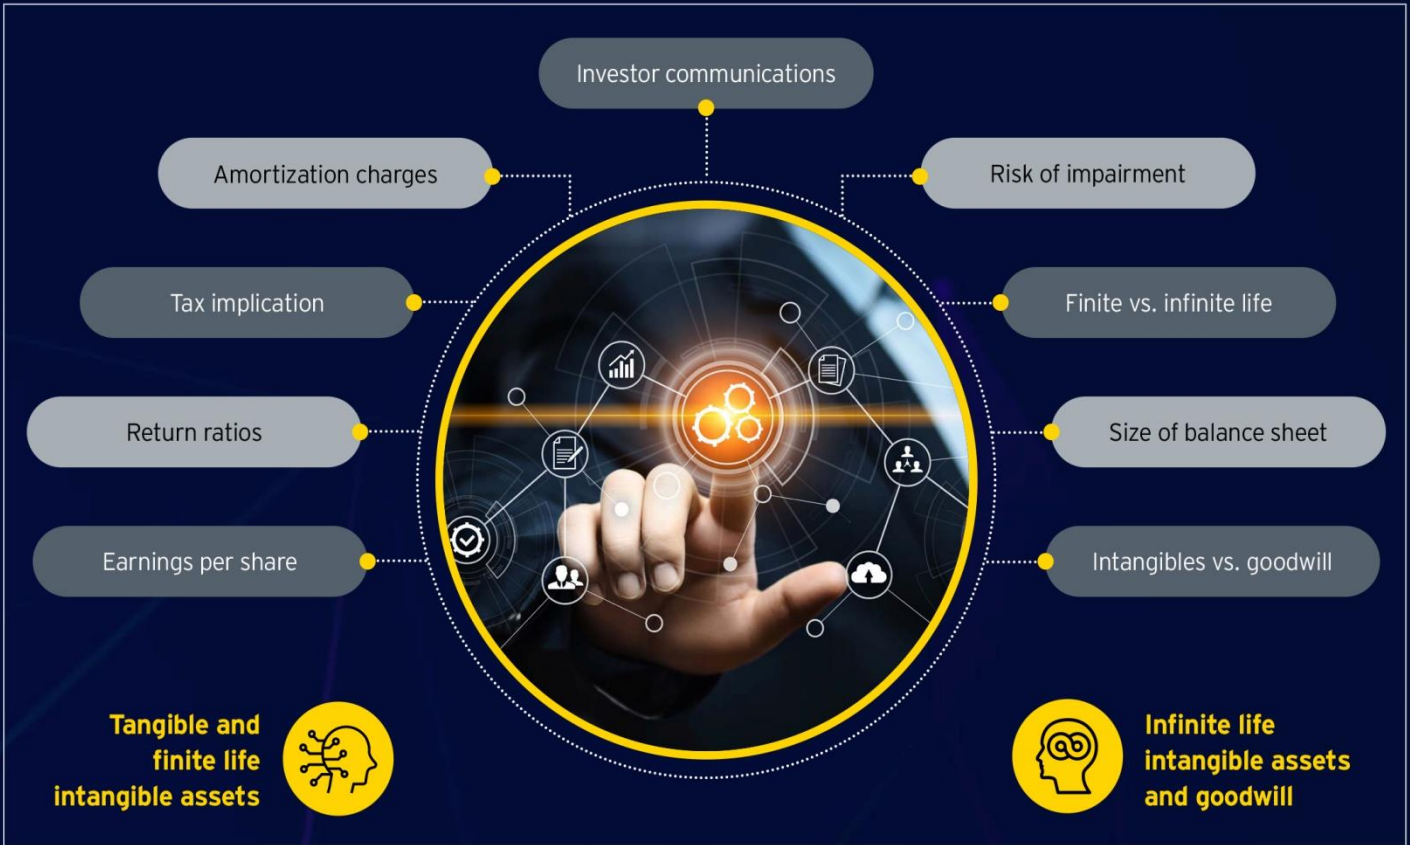 Investor communications
Amortization charges
Risk of impairment
Tax implication
Finite vs. infinite life
Return ratios
Size of balance sheet
Earnings per share
Intangibles vs. goodwill
Tangible and
finite life
intangible assets
Infinite life
intangible assets
and goodwill